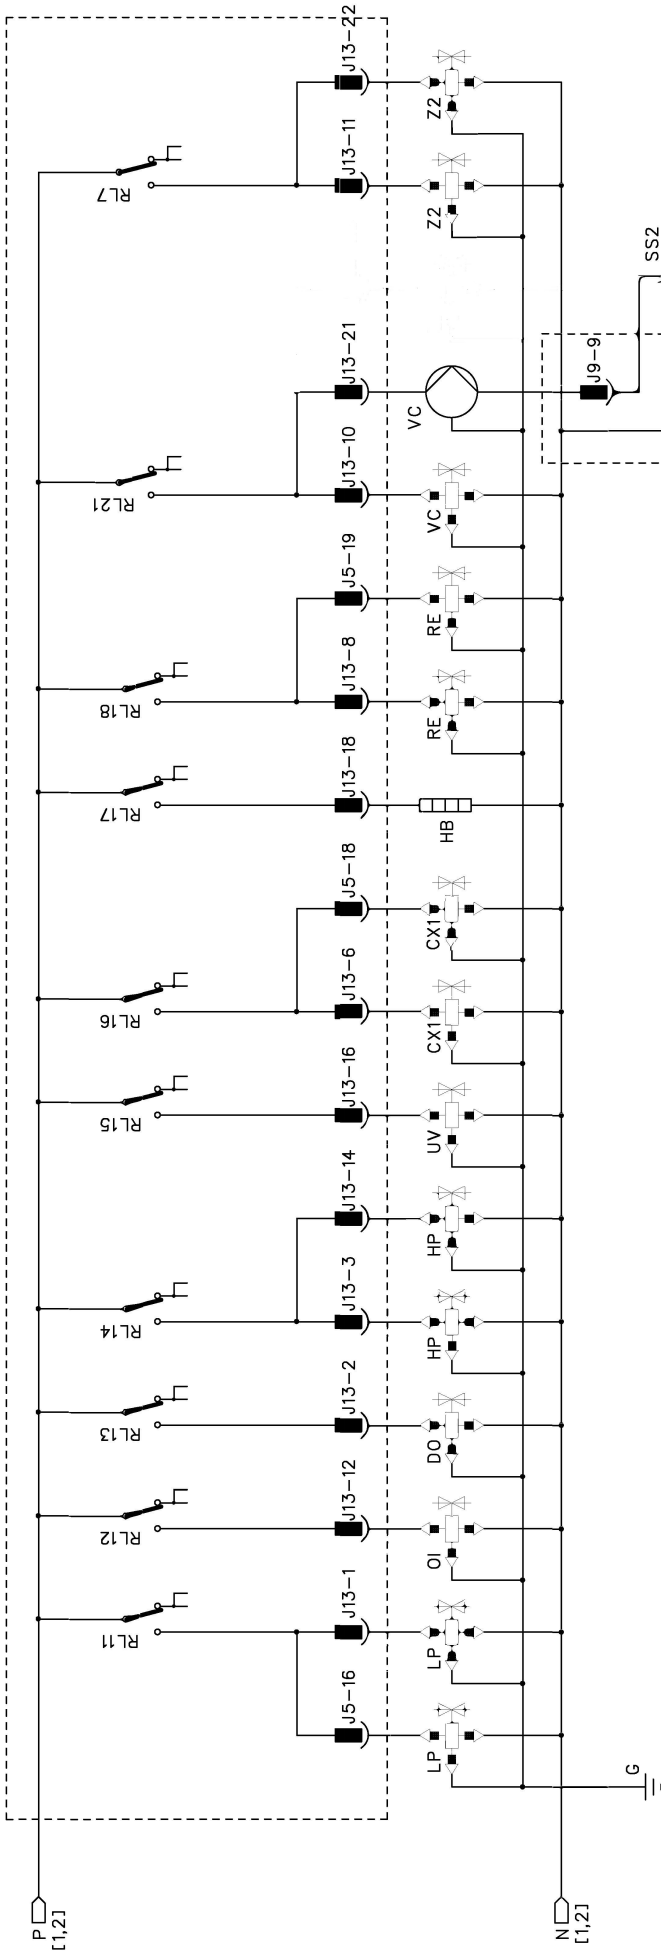 J13-22
Z2
J13-11
Z2
RL7
SS2
J13-21
J9-9
VC
J13-10
VC
RL21
J5-19
RE
J13-8
RE
RL18
J13-18
HB
RL17
J5-18
CX1
J13-6
CX1
RL16
J13-16
UV
RL15
J13-14
HP
J13-3
HP
RL14
J13-2
DO
RL13
J13-12
OI
RL12
J13-1
LP
RL11
J5-16
LP
G
P
[1,2]
N
[1,2]